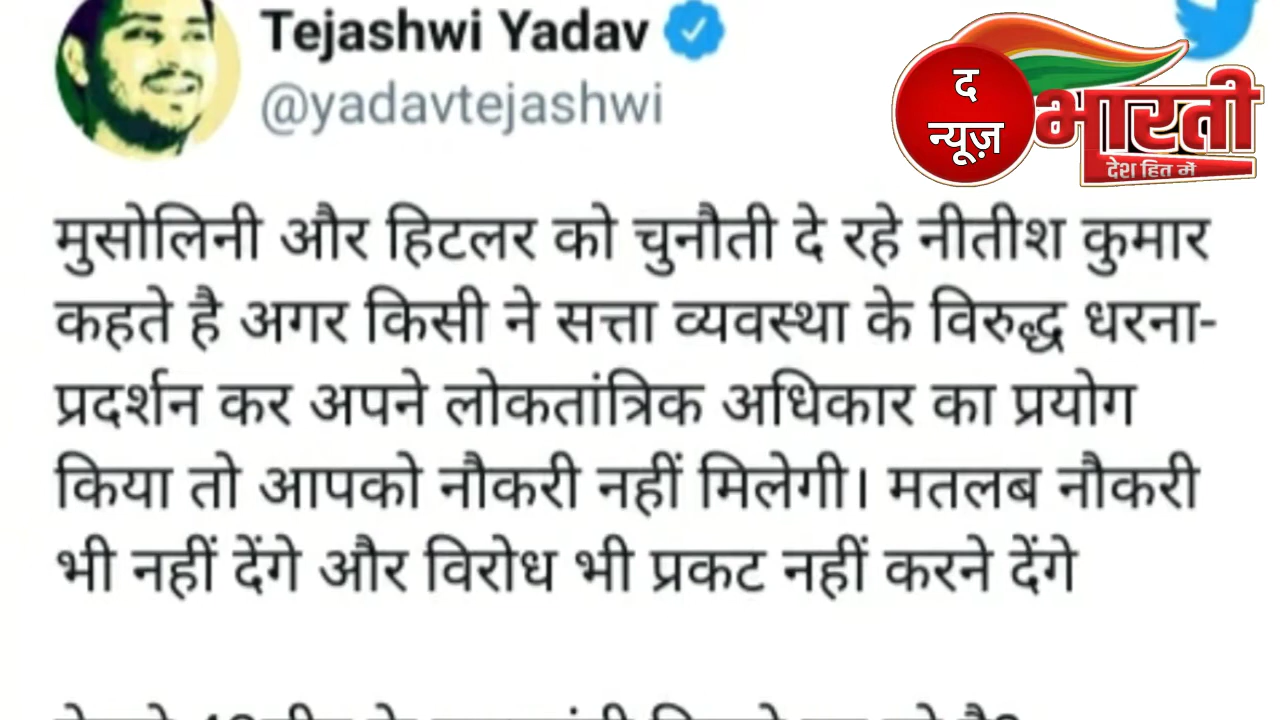 Tejashwi Yadav
@yadavtejashwi
द
न्यूज़
भारती
देश हित में
मुसोलिनी और हिटलर को चुनौती दे रहे नीतीश कुमार
कहते है अगर किसी ने सत्ता व्यवस्था के विरुद्ध धरना-
प्रदर्शन कर अपने लोकतांत्रिक अधिकार का प्रयोग
किया तो आपको नौकरी नहीं मिलेगी। मतलब नौकरी
भी नहीं देंगे और विरोध भी प्रकट नहीं करने देंगे